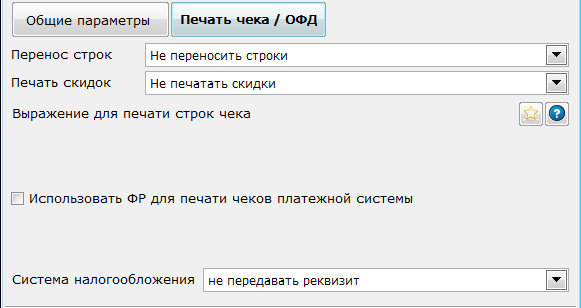 Общие параметры Печать чека / ОФД
Перенос строк Не переносить строки
Печать скидок Не печатать скидки
Выражение для печати строк чека ?
Использовать ФР для печати чеков платежной системы
Система налогообложения не передавать реквизит